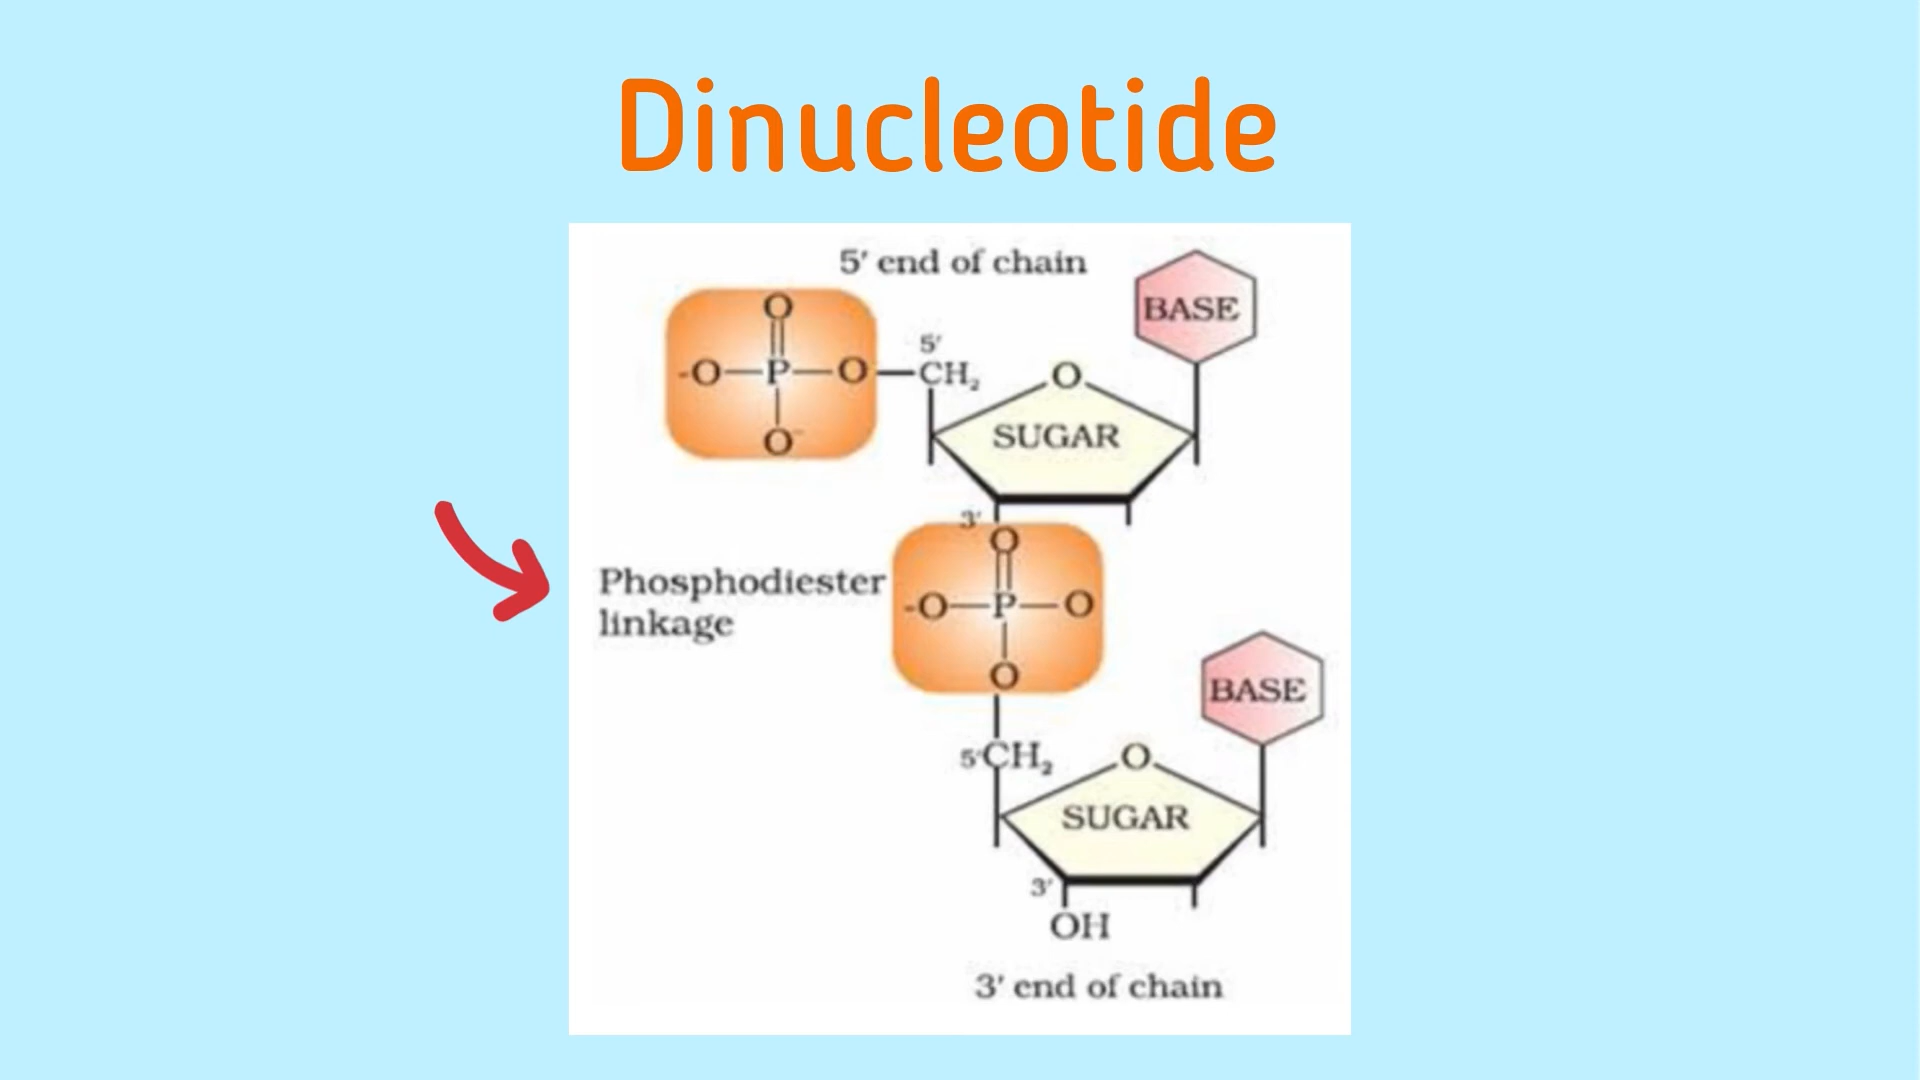 Dinucleotide
5′ end of chain
BASE
O
-O—P—O—CH₂
5′
O⁻
O
SUGAR
3′
O
Phosphodiester
linkage
-O—P—O
O
BASE
5′CH₂
O
SUGAR
3′
OH
3′ end of chain